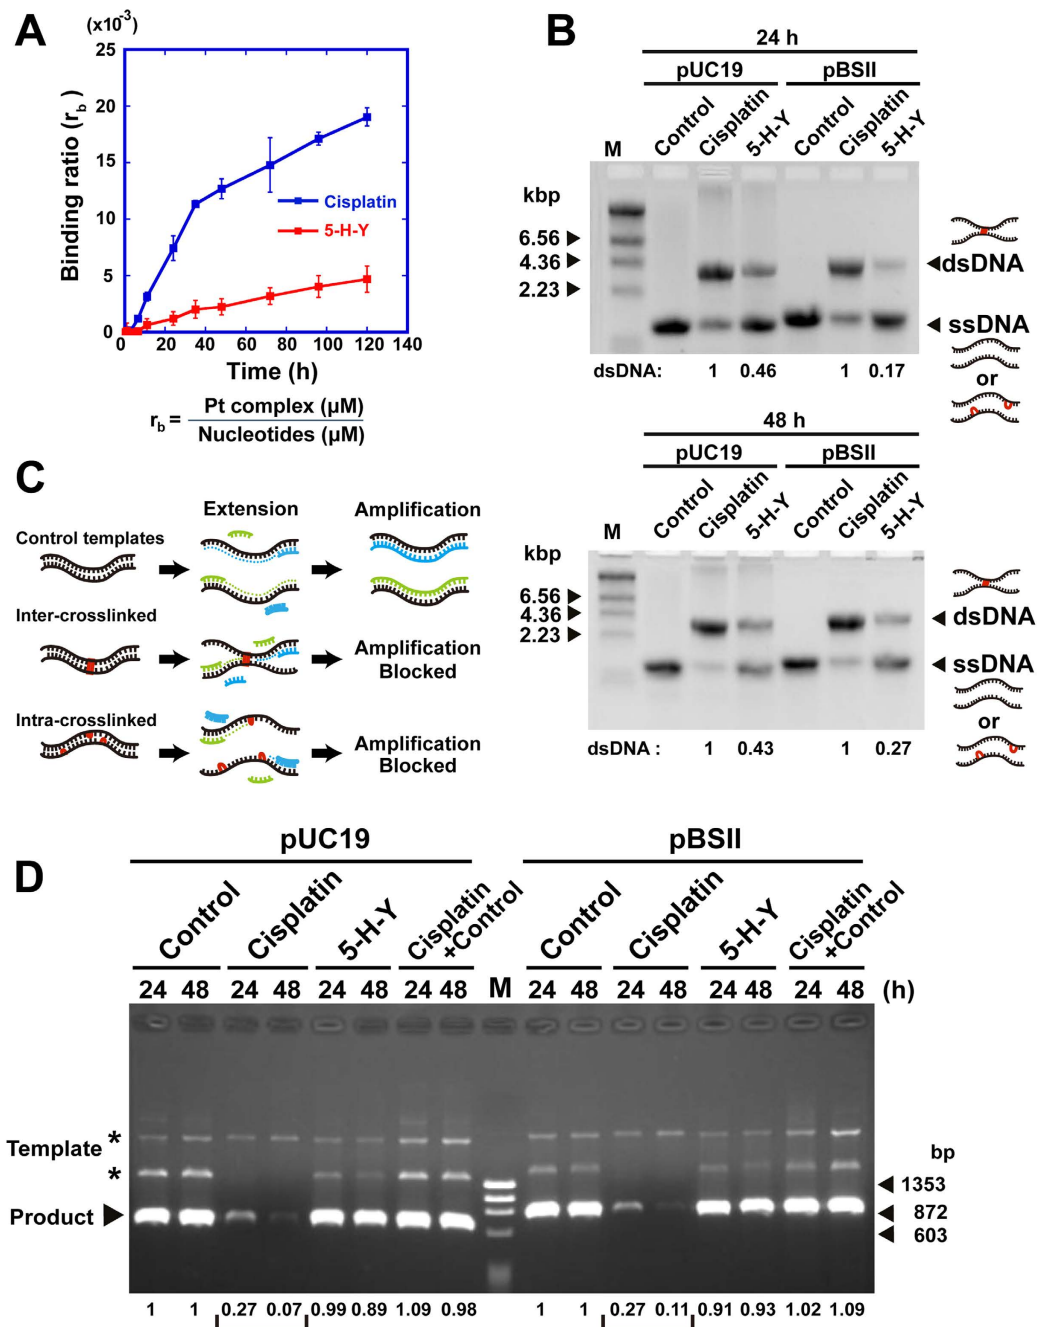 A
(x10⁻³)
25
20
15
10
5
0
Binding ratio (r_b)
Cisplatin
5-H-Y
0 20 40 60 80 100 120 140
Time (h)
r_b = Pt complex (μM)
Nucleotides (μM)
B
24 h
pUC19 pBSII
M Control Cisplatin 5-H-Y Control Cisplatin 5-H-Y
kbp
6.56
4.36
2.23
dsDNA
ssDNA
or
dsDNA: 1 0.46 1 0.17
48 h
pUC19 pBSII
M Control Cisplatin 5-H-Y Control Cisplatin 5-H-Y
kbp
6.56
4.36
2.23
dsDNA
ssDNA
or
dsDNA : 1 0.43 1 0.27
C
Extension Amplification
Control templates
Inter-crosslinked
Amplification
Blocked
Intra-crosslinked
Amplification
Blocked
D
pUC19 pBSII
Control Cisplatin 5-H-Y Cisplatin +Control Control Cisplatin 5-H-Y Cisplatin +Control
24 48 24 48 24 48 24 48 M 24 48 24 48 24 48 24 48 (h)
Template *
*
Product
bp
1353
872
603
1 1 0.27 0.07 0.99 0.89 1.09 0.98 1 1 0.27 0.11 0.91 0.93 1.02 1.09